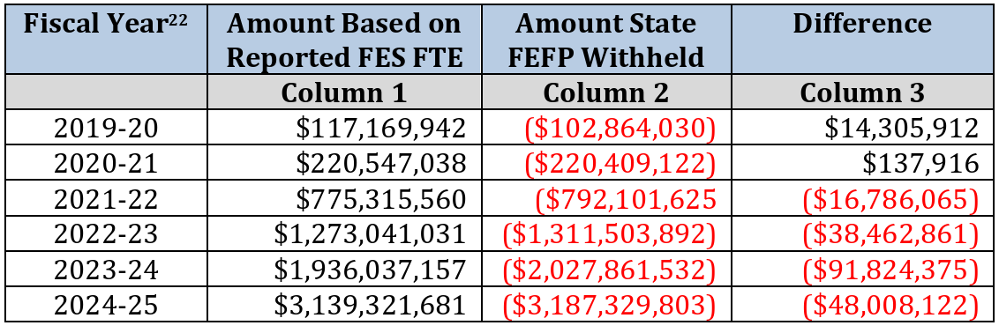 Fiscal Year²² Amount Based on Reported FES FTE Amount State FEFP Withheld Difference
Column 1 Column 2 Column 3
2019-20 $117,169,942 ($102,864,030) $14,305,912
2020-21 $220,547,038 ($220,409,122) $137,916
2021-22 $775,315,560 ($792,101,625 ($16,786,065)
2022-23 $1,273,041,031 ($1,311,503,892) ($38,462,861)
2023-24 $1,936,037,157 ($2,027,861,532) ($91,824,375)
2024-25 $3,139,321,681 ($3,187,329,803) ($48,008,122)